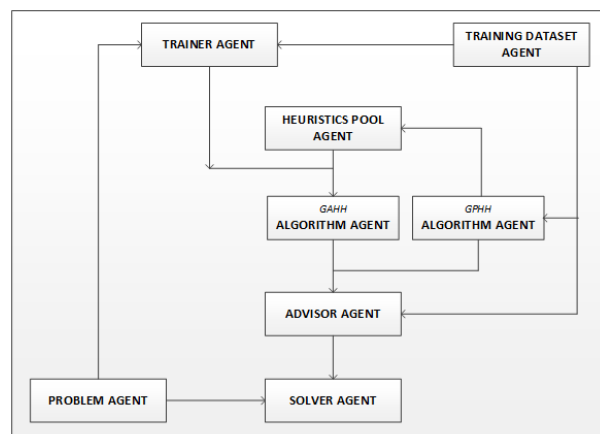 TRAINER AGENT
TRAINING DATASET
AGENT
HEURISTICS POOL
AGENT
GAHH
ALGORITHM AGENT
GPHH
ALGORITHM AGENT
ADVISOR AGENT
PROBLEM AGENT
SOLVER AGENT